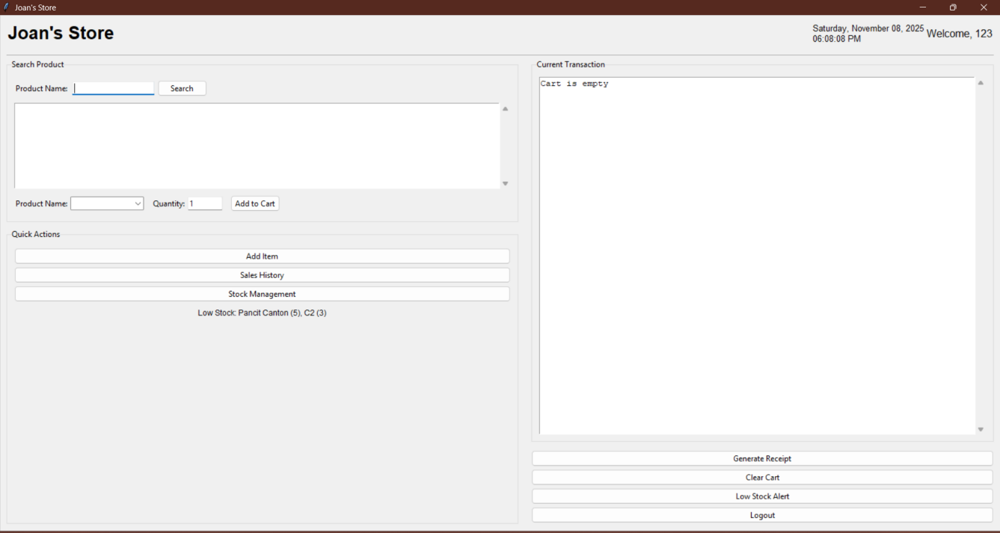 Joan's Store
Joan's Store
Saturday, November 08, 2025
06:08:08 PM
Welcome, 123
Search Product
Product Name:
Search
Product Name:
Quantity: 1
Add to Cart
Quick Actions
Add Item
Sales History
Stock Management
Low Stock: Pancit Canton (5), C2 (3)
Current Transaction
Cart is empty
Generate Receipt
Clear Cart
Low Stock Alert
Logout